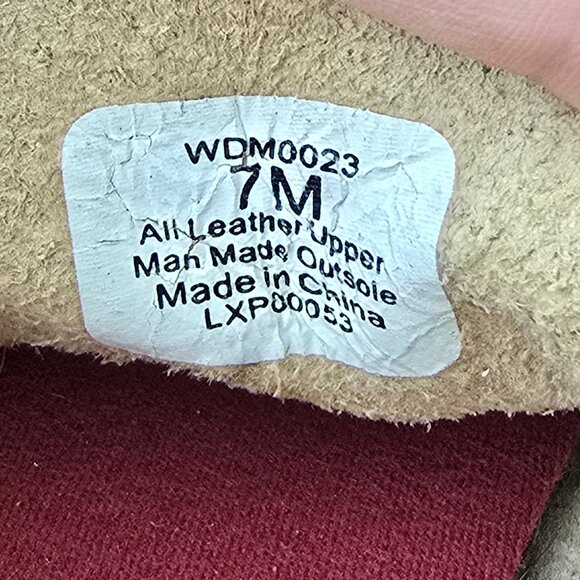 WDM0023
7M
All Leather Upper
Man Made Outsole
Made in China
LXP80053